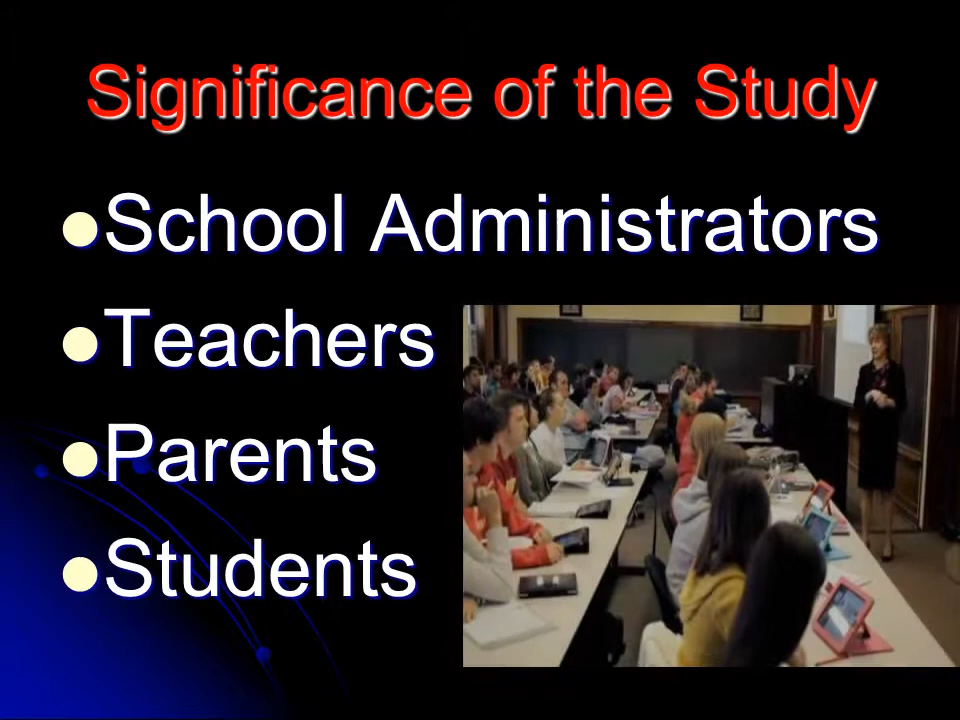 Significance of the Study
School Administrators
Teachers
Parents
Students